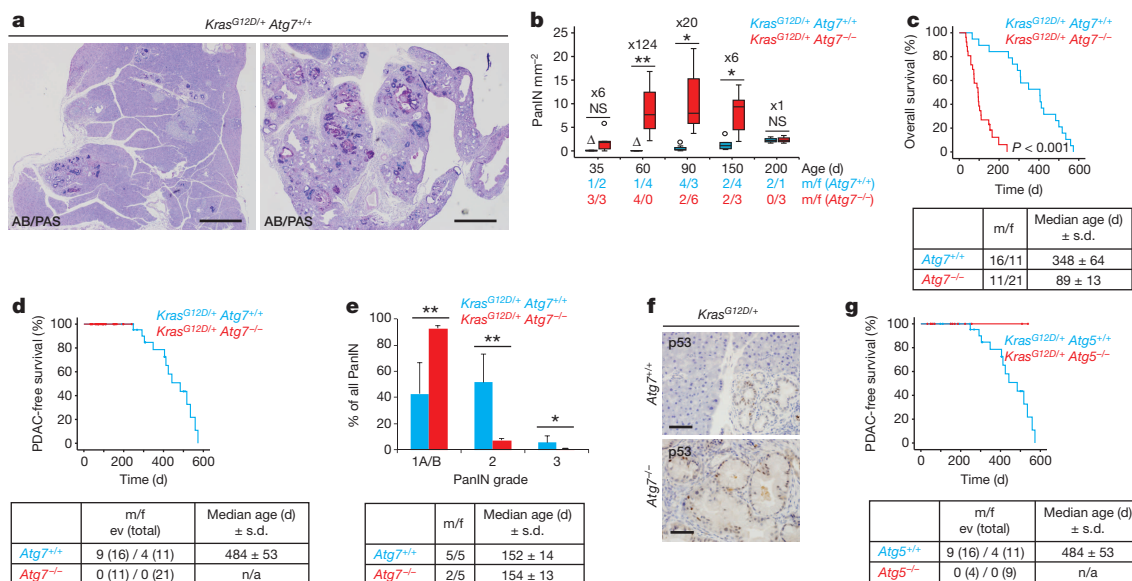 a
Kras^G12D/+ Atg7^+/+
AB/PAS
AB/PAS
b
Kras^G12D/+ Atg7^+/+
Kras^G12D/+ Atg7^−/−
PanIN mm^−2
25
20
15
10
5
0
x6
NS
x124
**
x20
*
x6
*
x1
NS
Δ
Δ
35 60 90 150 200 Age (d)
1/2 1/4 4/3 2/4 2/1 m/f (Atg7^+/+)
3/3 4/0 2/6 2/3 0/3 m/f (Atg7^−/−)
c
Kras^G12D/+ Atg7^+/+
Kras^G12D/+ Atg7^−/−
Overall survival (%)
100
80
60
40
20
0
P < 0.001
0 200 400 600
Time (d)
m/f Median age (d) ± s.d.
Atg7^+/+ 16/11 348 ± 64
Atg7^−/− 11/21 89 ± 13
d
Kras^G12D/+ Atg7^+/+
Kras^G12D/+ Atg7^−/−
PDAC-free survival (%)
100
80
60
40
20
0
0 200 400 600
Time (d)
m/f ev (total) Median age (d) ± s.d.
Atg7^+/+ 9 (16) / 4 (11) 484 ± 53
Atg7^−/− 0 (11) / 0 (21) n/a
e
Kras^G12D/+ Atg7^+/+
Kras^G12D/+ Atg7^−/−
% of all PanIN
100
80
60
40
20
0
**
**
*
1A/B 2 3
PanIN grade
m/f Median age (d) ± s.d.
Atg7^+/+ 5/5 152 ± 14
Atg7^−/− 2/5 154 ± 13
f
Kras^G12D/+
Atg7^+/+
p53
Atg7^−/−
p53
g
Kras^G12D/+ Atg5^+/+
Kras^G12D/+ Atg5^−/−
PDAC-free survival (%)
100
80
60
40
20
0
0 200 400 600
Time (d)
m/f ev (total) Median age (d) ± s.d.
Atg5^+/+ 9 (16) / 4 (11) 484 ± 53
Atg5^−/− 0 (4) / 0 (9) n/a